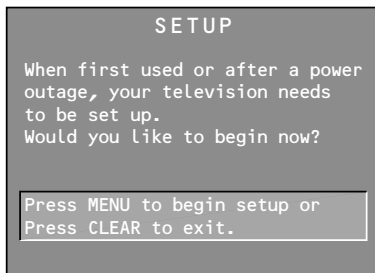 SETUP
When first used or after a power
outage, your television needs
to be set up.
Would you like to begin now?
Press MENU to begin setup or
Press CLEAR to exit.